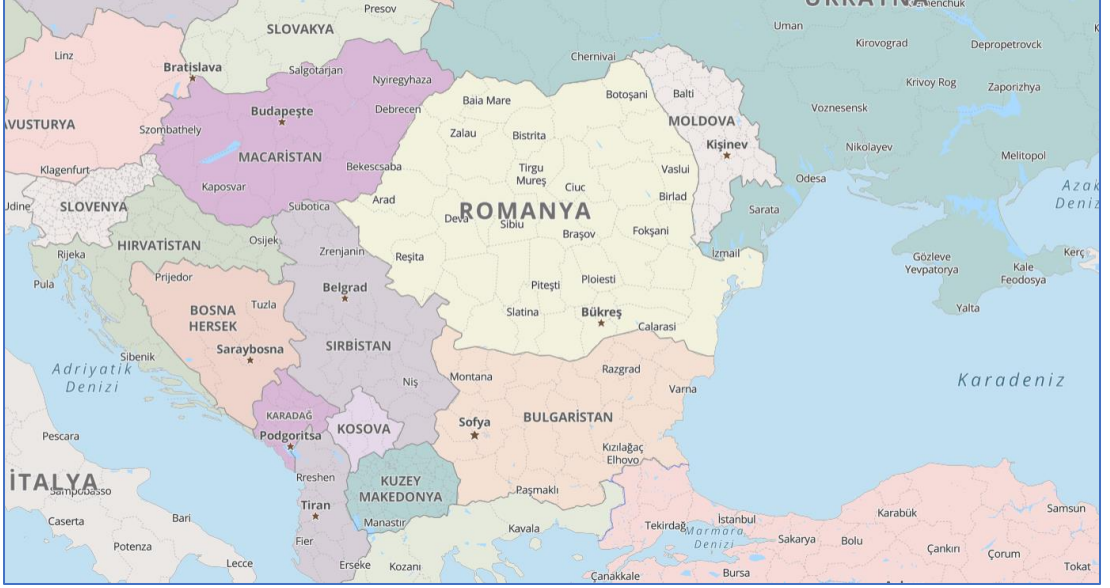 UKRAYNA
Kremenchuk
Presov
SLOVAKYA
Uman
Kirovograd
Depropetrovck
Linz
Bratislava
Salgotarjan
Nyiregyhaza
Chernivai
Krivoy Rog
Zaporizhya
Baia Mare
Botoşani
Balti
Voznesensk
Budapeşte
Debrecen
AVUSTURYA
Szombathely
Zalau
Bistrita
MOLDOVA
Kişinev
Nikolayev
Melitopol
MACARİSTAN
Bekescsaba
Tirgu
Mureş
Vaslui
Klagenfurt
Kaposvar
Ciuc
Odesa
Azak
Deniz
Udine
SLOVENYA
Subotica
Arad
Birlad
Sarata
Deva
ROMANYA
Sibiu
Braşov
Fokşani
HIRVATİSTAN
Osijek
Zrenjanin
Reşita
İzmail
Gözleve
Yevpatorya
Kerç
Kale
Feodosya
Rijeka
Pula
Prijedor
Belgrad
Piteşti
Ploiesti
Tuzla
BOSNA
HERSEK
Slatina
Bükreş
Calarasi
Yalta
Saraybosna
SIRBİSTAN
Sibenik
Adriyatik
Denizi
Niş
Montana
Razgrad
Varna
Karadeniz
KARADAĞ
Podgoritsa
KOSOVA
Sofya
BULGARİSTAN
Pescara
Kızılağaç
Elhovo
İTALYA
Sampobasso
Rreshen
KUZEY
MAKEDONYA
Paşmaklı
Caserta
Bari
Tiran
Manastır
Kavala
Tekirdağ
Marmara
Denizi
İstanbul
Karabük
Samsun
Potenza
Fier
Sakarya
Bolu
Çankırı
Çorum
Lecce
Erseke
Kozani
Çanakkale
Bursa
Tokat